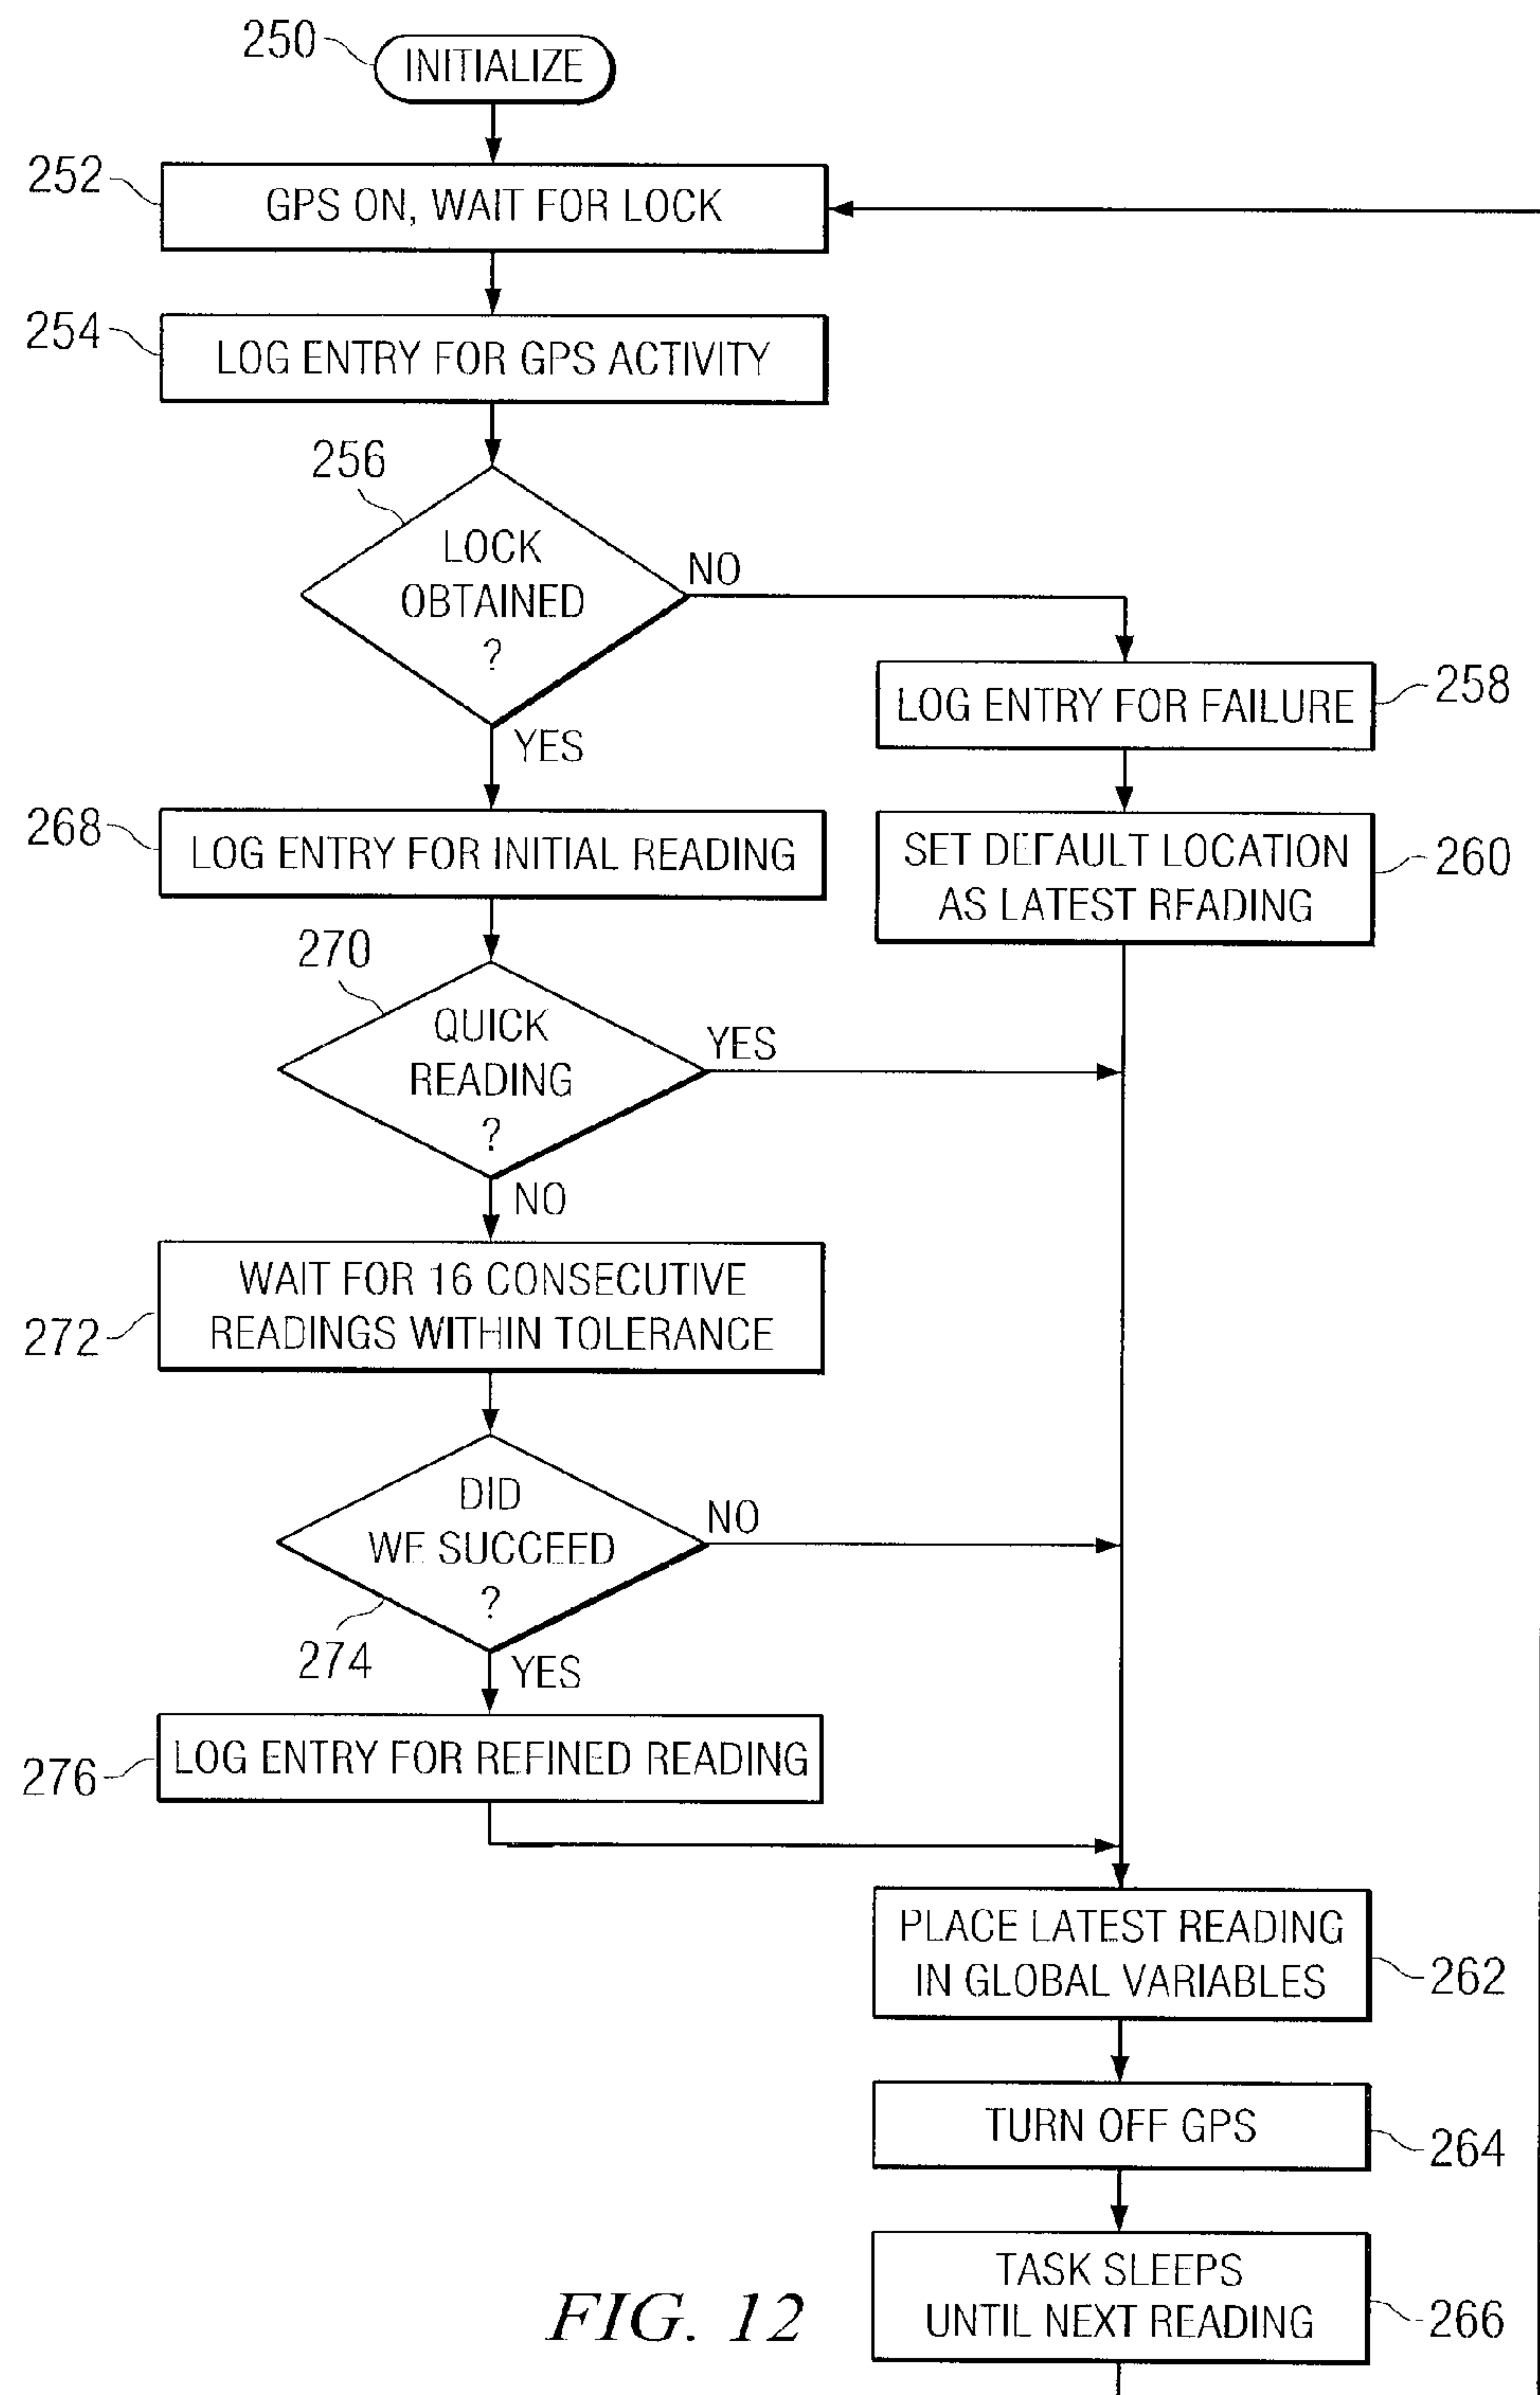 250
INITIALIZE
252
GPS ON, WAIT FOR LOCK
254
LOG ENTRY FOR GPS ACTIVITY
256
LOCK
OBTAINED
?
NO
YES
LOG ENTRY FOR FAILURE
258
268
LOG ENTRY FOR INITIAL READING
SET DEFAULT LOCATION
AS LATEST READING
260
270
QUICK
READING
?
YES
NO
272
WAIT FOR 16 CONSECUTIVE
READINGS WITHIN TOLERANCE
DID
WE SUCCEED
?
NO
274
YES
276
LOG ENTRY FOR REFINED READING
PLACE LATEST READING
IN GLOBAL VARIABLES
262
TURN OFF GPS
264
TASK SLEEPS
UNTIL NEXT READING
266
FIG. 12